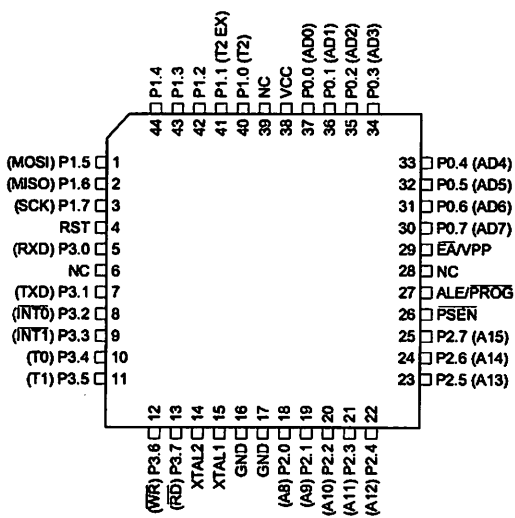 P1.4
P1.3
P1.2
P1.1 (T2 EX)
P1.0 (T2)
NC
VCC
P0.0 (AD0)
P0.1 (AD1)
P0.2 (AD2)
P0.3 (AD3)
44
43
42
41
40
39
38
37
36
35
34
(MOSI) P1.5 1
(MISO) P1.6 2
(SCK) P1.7 3
RST 4
(RXD) P3.0 5
NC 6
(TXD) P3.1 7
(I̅N̅T̅0̅) P3.2 8
(I̅N̅T̅1̅) P3.3 9
(T0) P3.4 10
(T1) P3.5 11
33 P0.4 (AD4)
32 P0.5 (AD5)
31 P0.6 (AD6)
30 P0.7 (AD7)
29 E̅A̅/VPP
28 NC
27 ALE/P̅R̅O̅G̅
26 P̅S̅E̅N̅
25 P2.7 (A15)
24 P2.6 (A14)
23 P2.5 (A13)
12
13
14
15
16
17
18
19
20
21
22
(W̅R̅) P3.6
(R̅D̅) P3.7
XTAL2
XTAL1
GND
GND
(A8) P2.0
(A9) P2.1
(A10) P2.2
(A11) P2.3
(A12) P2.4